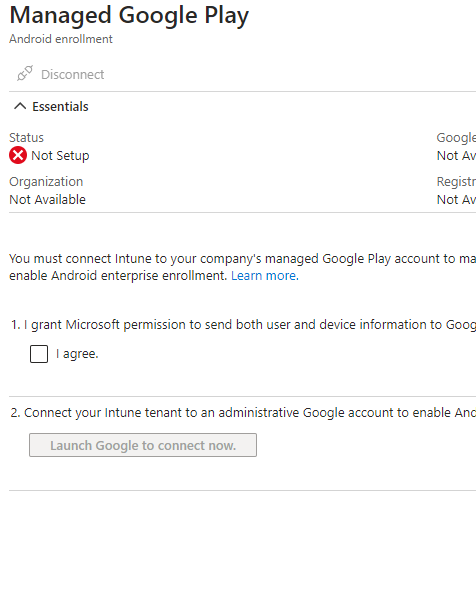 Managed Google Play
Android enrollment
Disconnect
Essentials
Status
Not Setup
Google
Not Av
Organization
Not Available
Registr
Not Av
You must connect Intune to your company's managed Google Play account to ma
enable Android enterprise enrollment. Learn more.
1. I grant Microsoft permission to send both user and device information to Goog
I agree.
2. Connect your Intune tenant to an administrative Google account to enable And
Launch Google to connect now.